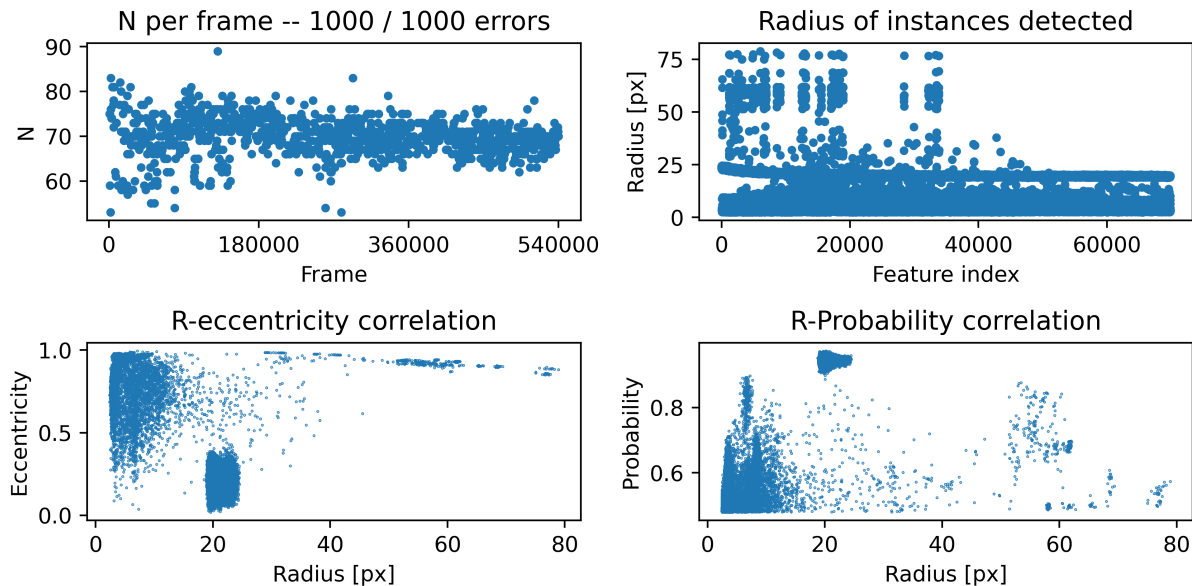 N per frame -- 1000 / 1000 errors
90
80
70
60
N
0
180000
360000
540000
Frame
Radius of instances detected
75
50
25
0
Radius [px]
0
20000
40000
60000
Feature index
R-eccentricity correlation
1.0
0.5
0.0
Eccentricity
0
20
40
60
80
Radius [px]
R-Probability correlation
0.8
0.6
Probability
0
20
40
60
80
Radius [px]